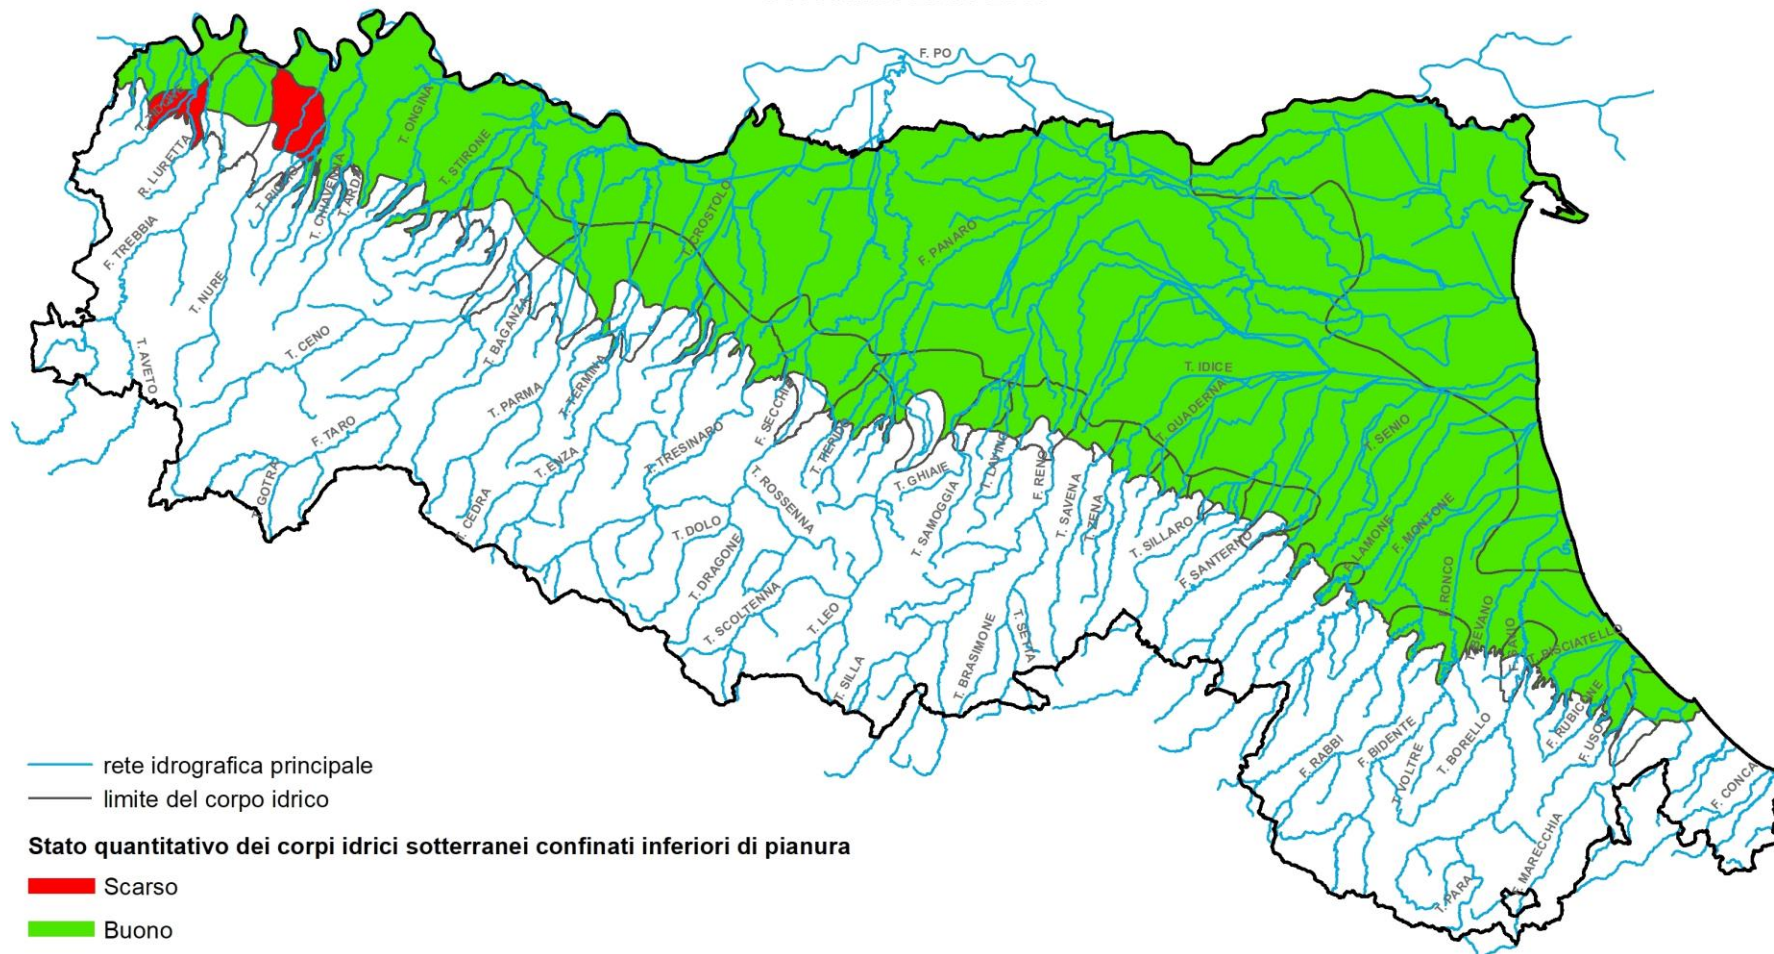 F. PO
T. ONGINA
T. STIRONE
R. LURETTA
T. CHIAVENNA
T. ARDA
F. TREBBIA
T. NURE
T. AVETO
T. CENO
T. BAGANZA
T. CROSTOLO
F. PANARO
T. PARMA
T. TERMINA
F. TARO
T. GOTRA
T. ENZA
T. CEDRA
T. TRESINARO
F. SECCHIA
T. TIEPIDO
T. ROSSENNA
T. DOLO
T. DRAGONE
T. SCOLTENNA
T. LEO
T. SILLA
T. GHIAIE
T. SAMOGGIA
T. LAVINO
F. RENO
T. SAVENA
T. ZENA
T. BRASIMONE
T. SETTA
T. IDICE
T. QUADERNA
T. SILLARO
F. SANTERNO
T. SENIO
F. LAMONE
F. MONTONE
F. RONCO
T. BEVANO
T. PISCIATELLO
F. RUBICONE
F. USO
F. RABBI
F. BIDENTE
T. VOLTRE
T. BORELLO
F. MARECCHIA
T. PARA
F. CONCA
rete idrografica principale
limite del corpo idrico
Stato quantitativo dei corpi idrici sotterranei confinati inferiori di pianura
Scarso
Buono